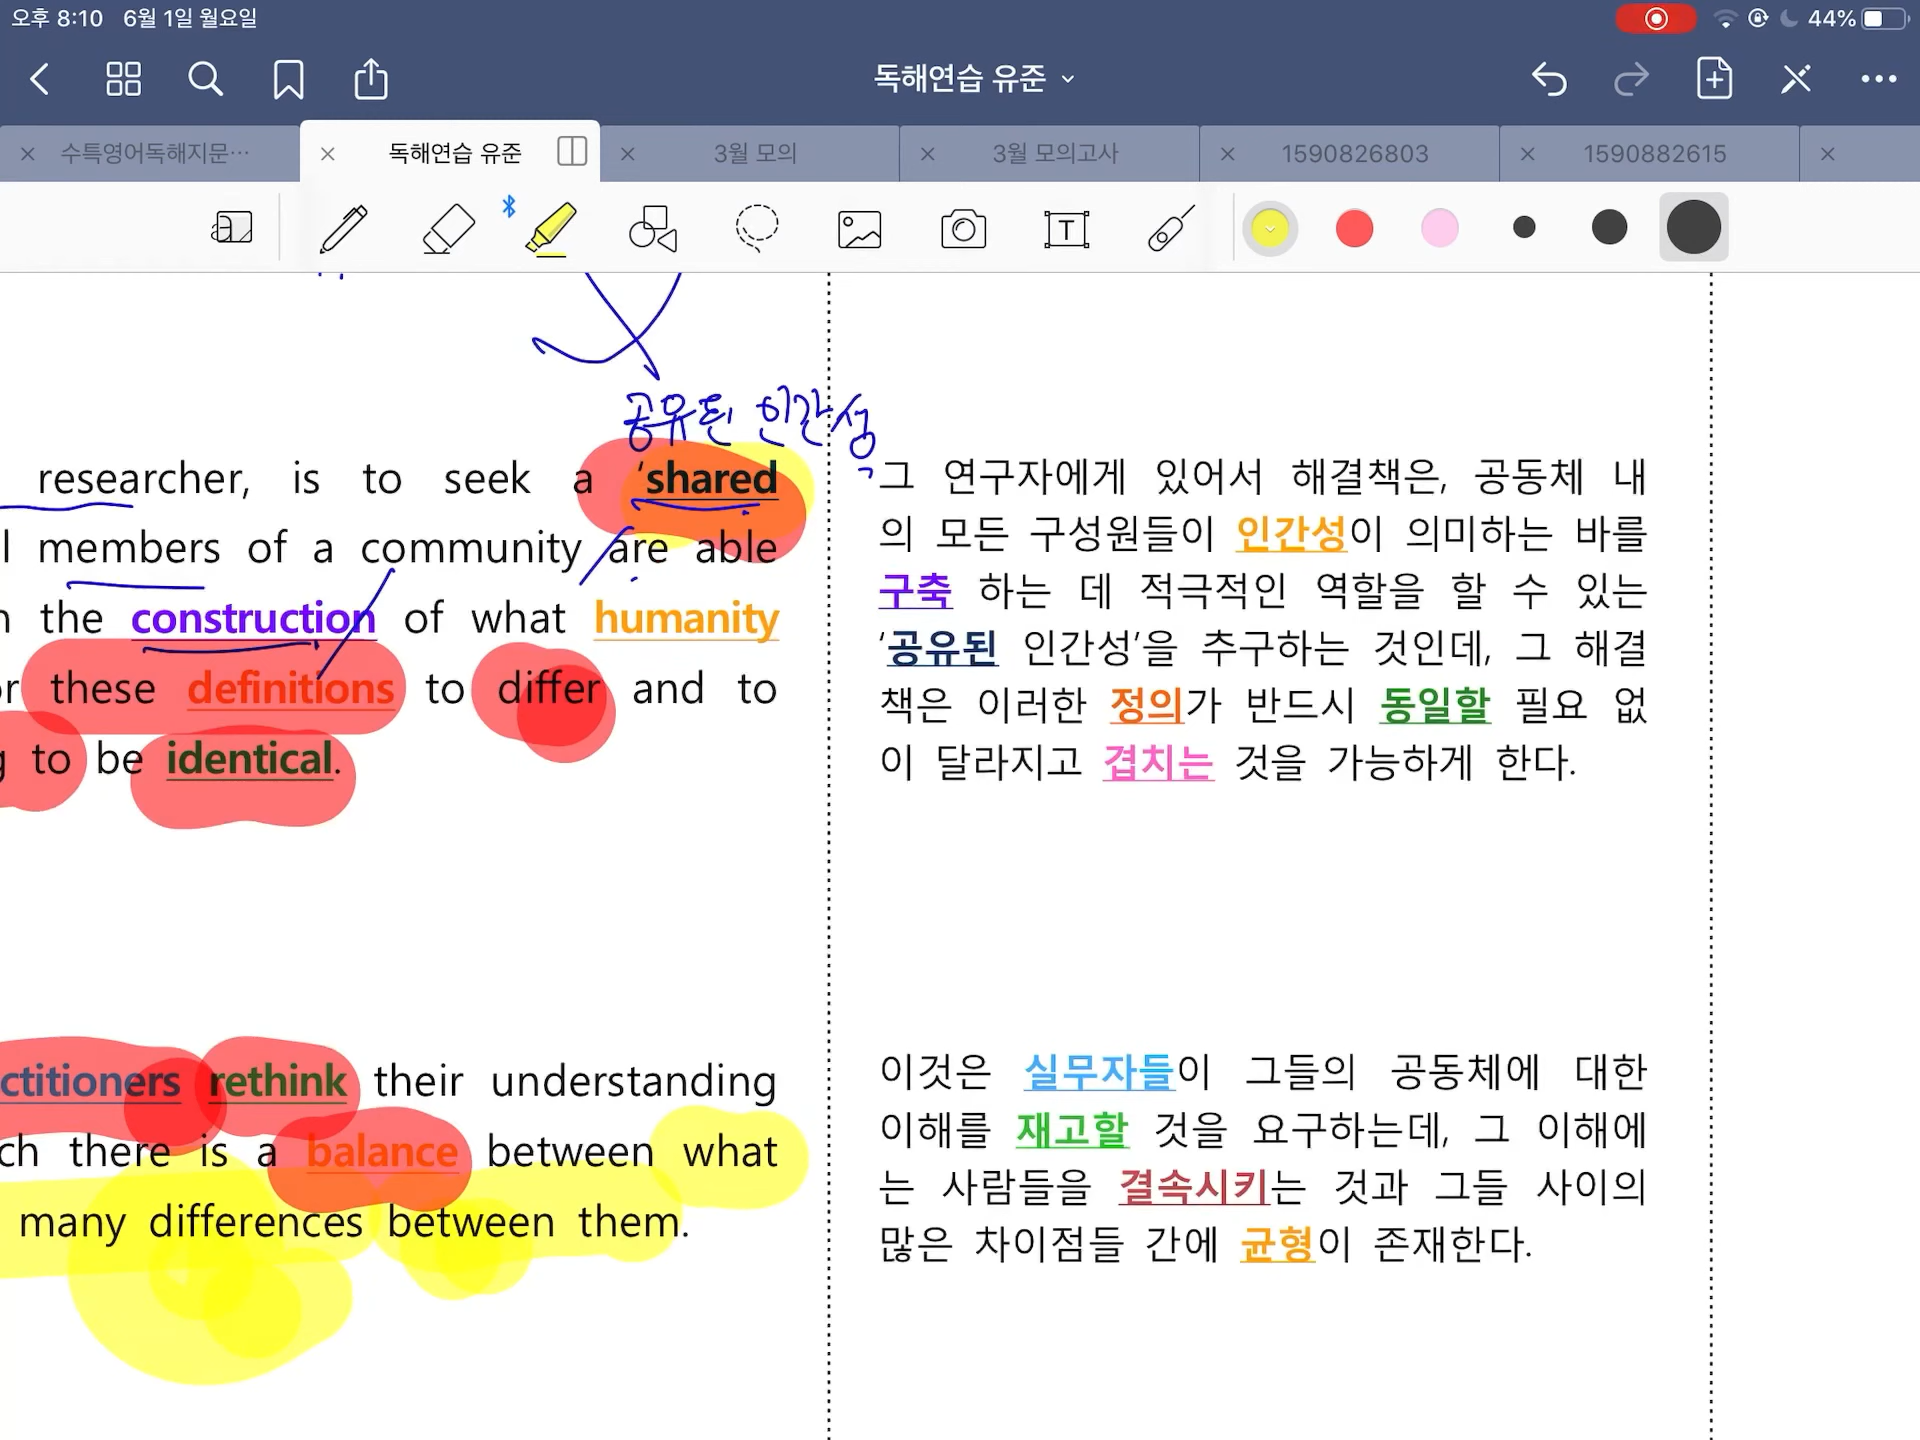 오후 8:10 6월 1일 월요일
44%
독해연습 유준
수특영어독해지문…
독해연습 유준
3월 모의
3월 모의고사
1590826803
1590882615
T
공유된 인간성
researcher, is to seek a ‘shared
members of a community are able
the construction of what humanity
these definitions to differ and to
to be identical.
그 연구자에게 있어서 해결책은, 공동체 내
의 모든 구성원들이 인간성이 의미하는 바를
구축 하는 데 적극적인 역할을 할 수 있는
‘공유된 인간성’을 추구하는 것인데, 그 해결
책은 이러한 정의가 반드시 동일할 필요 없
이 달라지고 겹치는 것을 가능하게 한다.
ctitioners rethink their understanding
ch there is a balance between what
many differences between them.
이것은 실무자들이 그들의 공동체에 대한
이해를 재고할 것을 요구하는데, 그 이해에
는 사람들을 결속시키는 것과 그들 사이의
많은 차이점들 간에 균형이 존재한다.